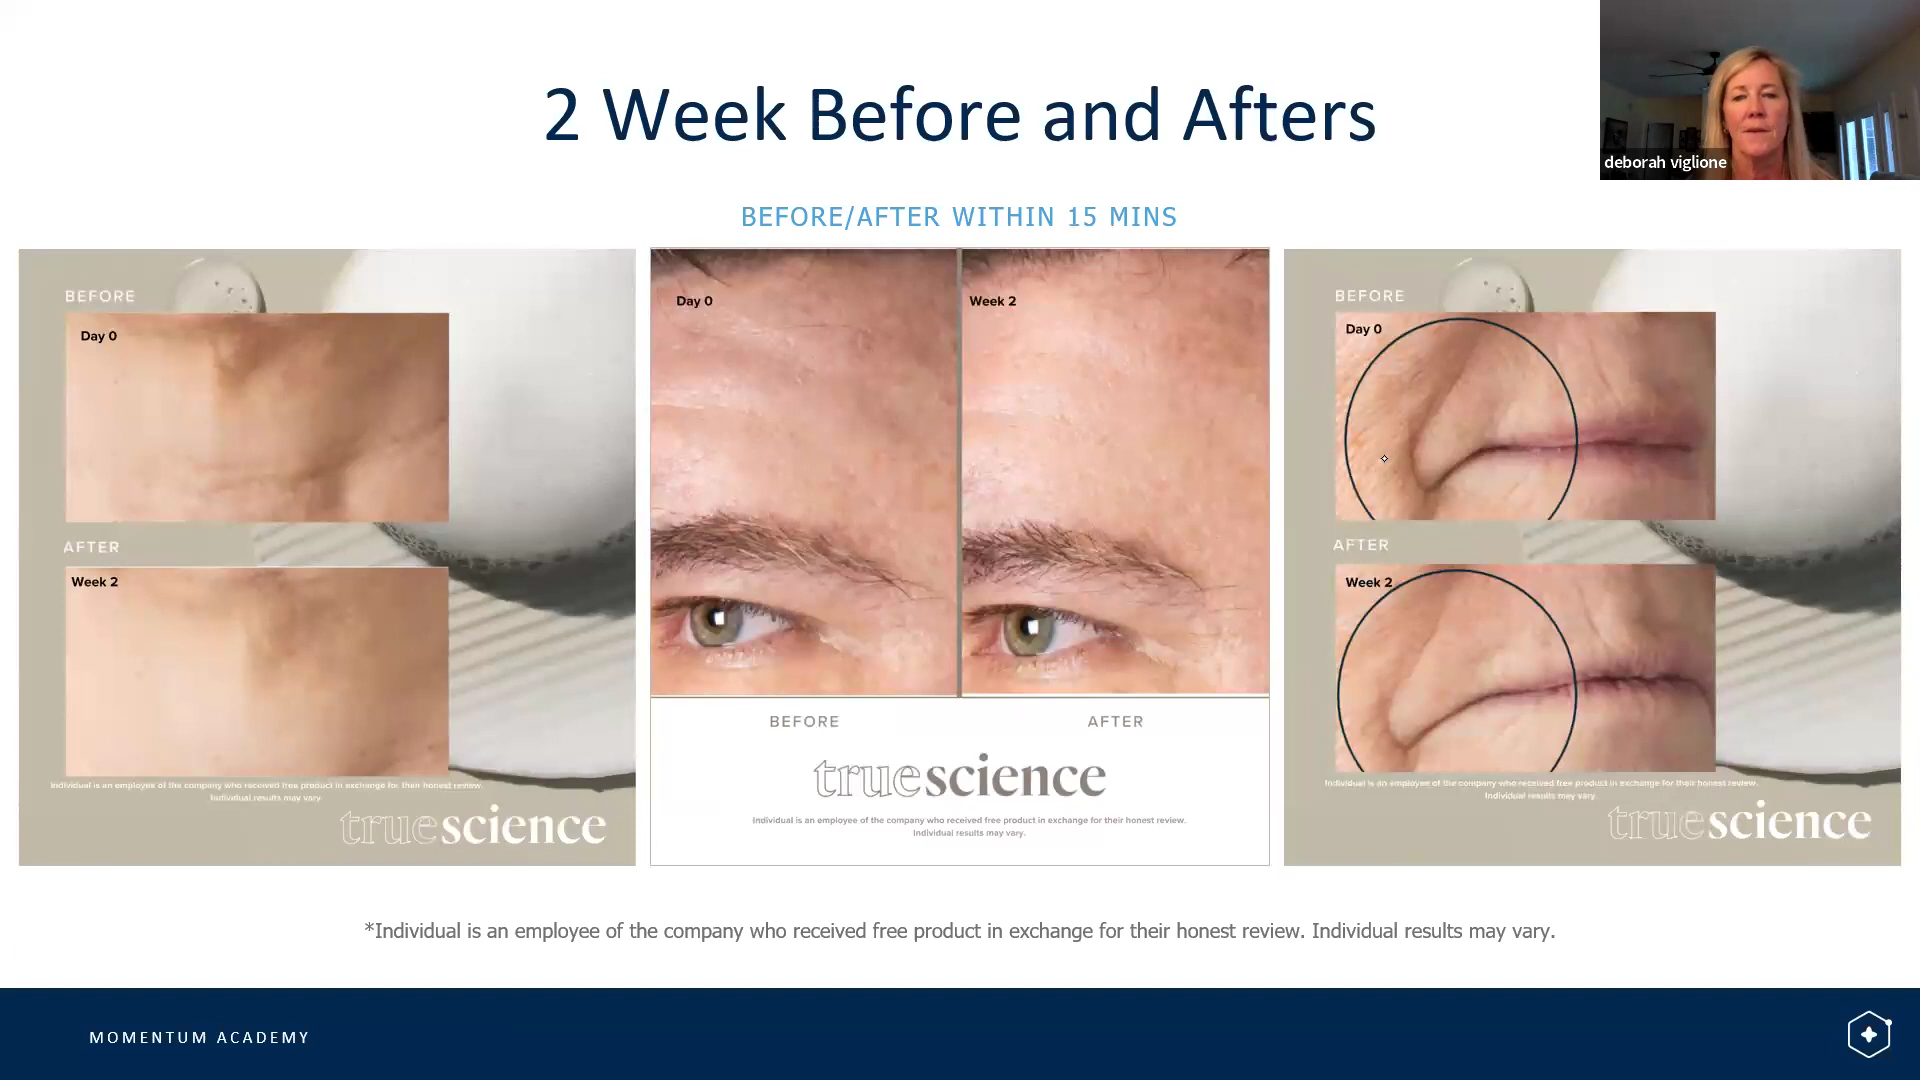 2 Week Before and Afters
deborah viglione
BEFORE/AFTER WITHIN 15 MINS
BEFORE
Day 0
AFTER
Week 2
Individual is an employee of the company who received free product in exchange for their honest review.
Individual results may vary.
truescience
Day 0
Week 2
BEFORE
AFTER
truescience
Individual is an employee of the company who received free product in exchange for their honest review.
Individual results may vary.
BEFORE
Day 0
AFTER
Week 2
Individual is an employee of the company who received free product in exchange for their honest review.
Individual results may vary.
truescience
*Individual is an employee of the company who received free product in exchange for their honest review. Individual results may vary.
MOMENTUM ACADEMY